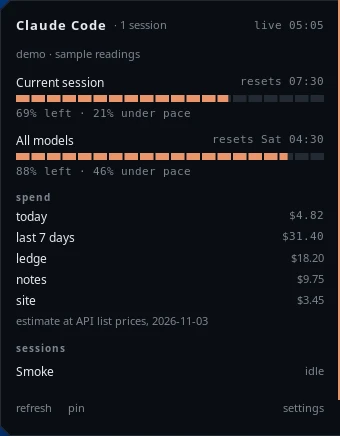 Claude Code · 1 session live 05:05
demo · sample readings
Current session resets 07:30
69% left · 21% under pace
All models resets Sat 04:30
88% left · 46% under pace
spend
today $4.82
last 7 days $31.40
ledge $18.20
notes $9.75
site $3.45
estimate at API list prices, 2026-11-03
sessions
Smoke idle
refresh pin settings